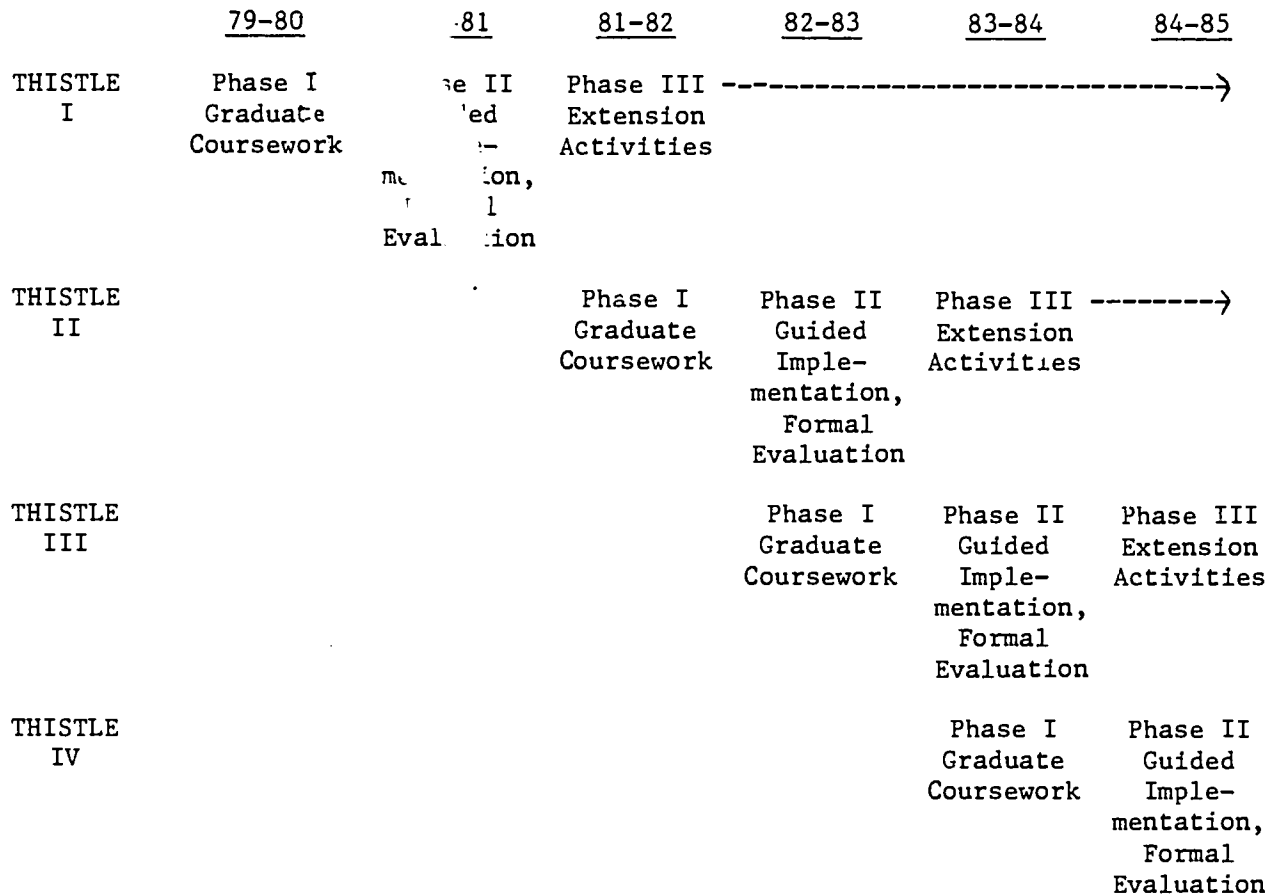 79-80 81-82 82-83 83-84 84-85
THISTLE Phase I II Phase III
I Graduate Extension
Coursework Activities
THISTLE Phase I Phase II Phase III
II Graduate Guided Extension
Coursework Imple- Activities
mentation,
Formal
Evaluation
THISTLE Phase I Phase II Phase III
III Graduate Guided Extension
Coursework Imple- Activities
mentation,
Formal
Evaluation
THISTLE Phase I Phase II
IV Graduate Guided
Coursework Imple-
mentation,
Formal
Evaluation